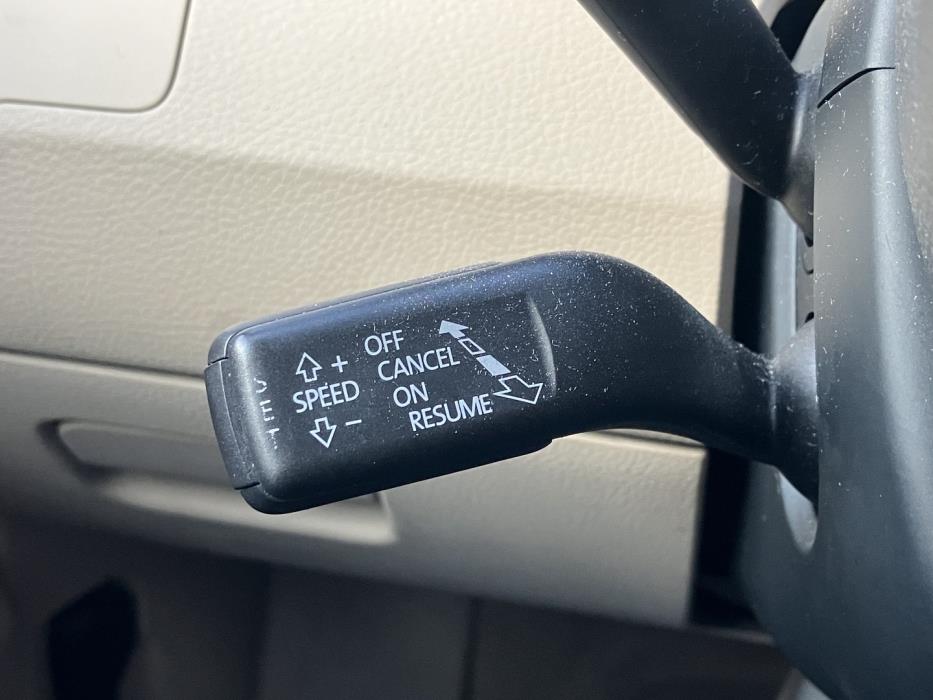 OFF
+
CANCEL
SPEED
ON
−
RESUME